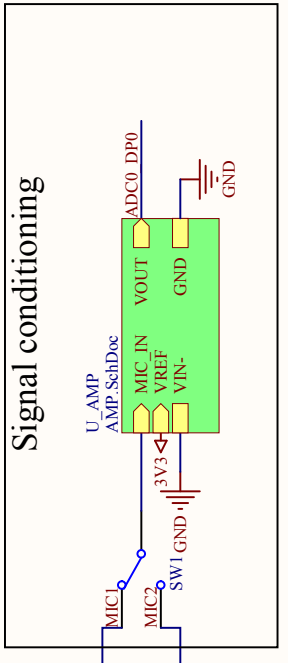 Signal conditioning
U_AMP
AMP.SchDoc
MIC_IN
VREF
VIN-
VOUT
GND
ADC0_DP0
GND
3V3
GND
MIC1
MIC2
SW1